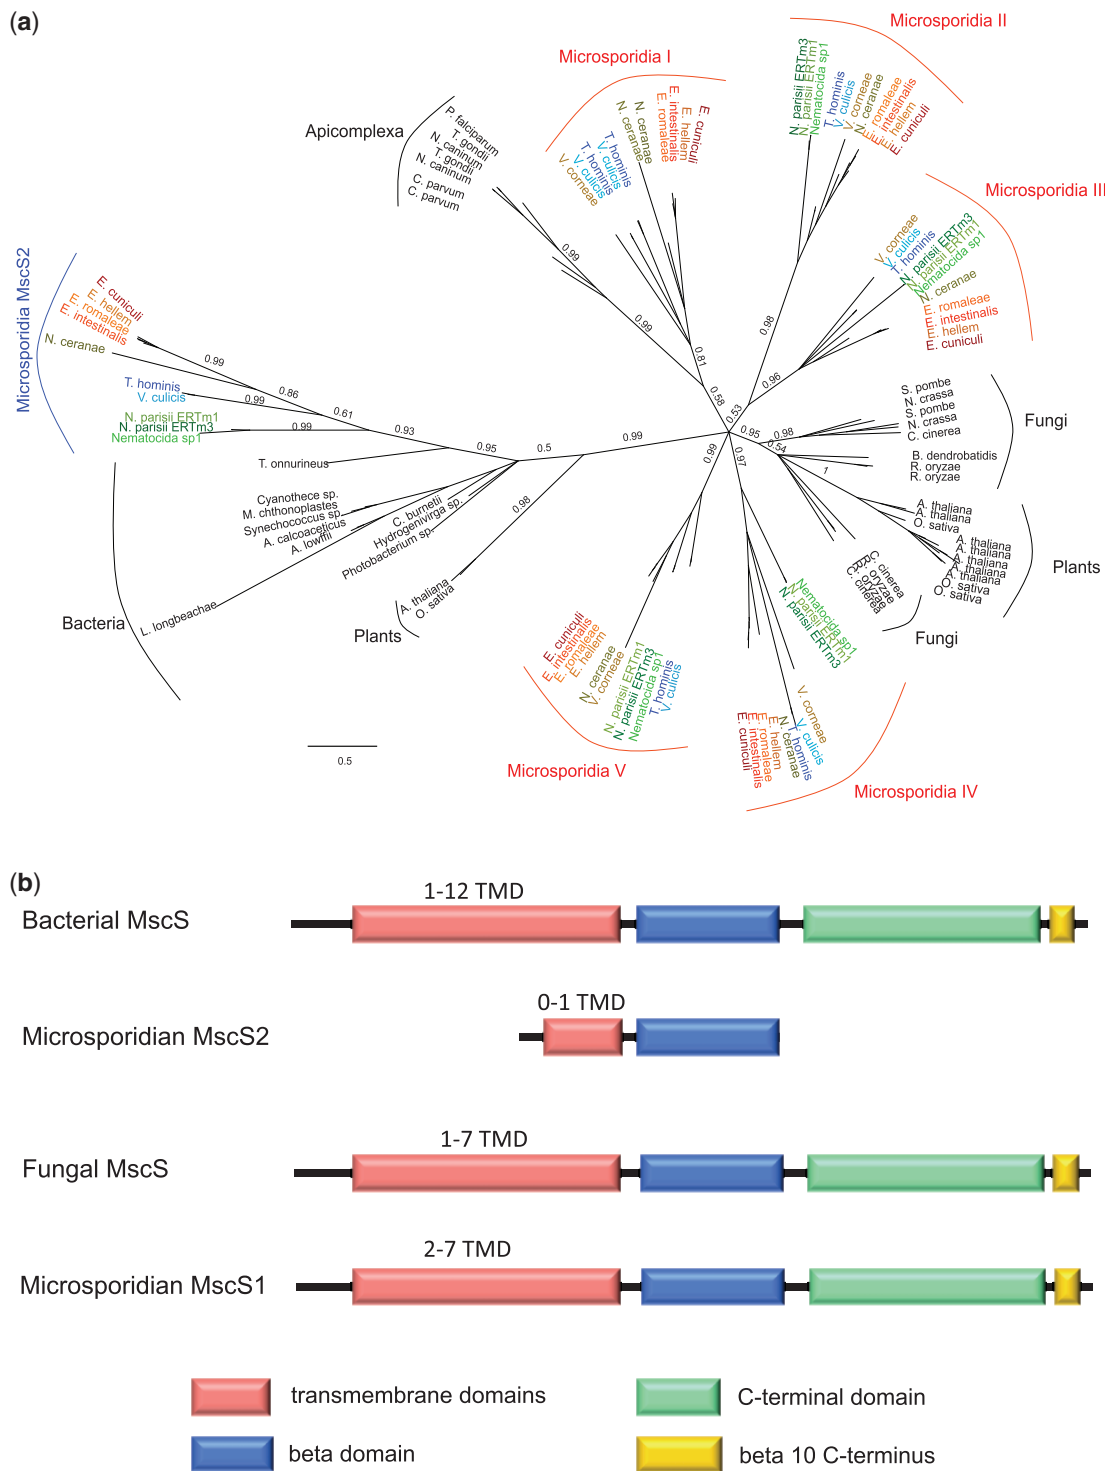 (a)
Microsporidia II
Microsporidia I
N. parisii ERTm3
N. parisii ERTm1
Nematocida sp1
T. hominis
V. culicis
V. corneae
N. ceranae
E. romaleae
E. intestinalis
E. hellem
E. cuniculi
Apicomplexa
P. falciparum
T. gondii
N. caninum
T. gondii
N. caninum
C. parvum
C. parvum
V. corneae
T. hominis
V. culicis
T. hominis
V. culicis
N. ceranae
N. ceranae
E. romaleae
E. intestinalis
E. hellem
E. cuniculi
Microsporidia III
V. corneae
V. culicis
T. hominis
N. parisii ERTm3
N. parisii ERTm1
Nematocida sp1
N. ceranae
E. romaleae
E. intestinalis
E. hellem
E. cuniculi
Microsporidia MscS2
E. cuniculi
E. hellem
E. romaleae
E. intestinalis
N. ceranae
T. hominis
V. culicis
N. parisii ERTm1
N. parisii ERTm3
Nematocida sp1
0.99
0.86
0.99
0.61
0.99
0.93
0.95
0.5
0.99
0.98
0.99
0.99
0.81
0.58
0.98
0.96
0.53
0.95
0.98
0.54
1
0.97
0.99
S. pombe
N. crassa
S. pombe
N. crassa
C. cinerea
B. dendrobatidis
R. oryzae
R. oryzae
Fungi
A. thaliana
A. thaliana
O. sativa
A. thaliana
A. thaliana
A. thaliana
A. thaliana
O. sativa
O. sativa
Plants
C. cinerea
R. oryzae
R. oryzae
C. cinerea
Fungi
T. onnurineus
Cyanothece sp.
M. chthonoplastes
Synechococcus sp.
A. calcoaceticus
A. lowffii
C. burnetii
Hydrogenivirga sp.
Photobacterium sp.
L. longbeachae
Bacteria
A. thaliana
O. sativa
Plants
Nematocida sp1
N. parisii ERTm1
N. parisii ERTm3
V. corneae
V. culicis
T. hominis
N. ceranae
E. hellem
E. romaleae
E. intestinalis
E. cuniculi
Microsporidia IV
E. cuniculi
E. intestinalis
E. romaleae
E. hellem
N. ceranae
V. corneae
N. parisii ERTm1
N. parisii ERTm3
Nematocida sp1
T. hominis
V. culicis
Microsporidia V
0.5
(b)
1-12 TMD
Bacterial MscS
0-1 TMD
Microsporidian MscS2
1-7 TMD
Fungal MscS
2-7 TMD
Microsporidian MscS1
transmembrane domains
C-terminal domain
beta domain
beta 10 C-terminus